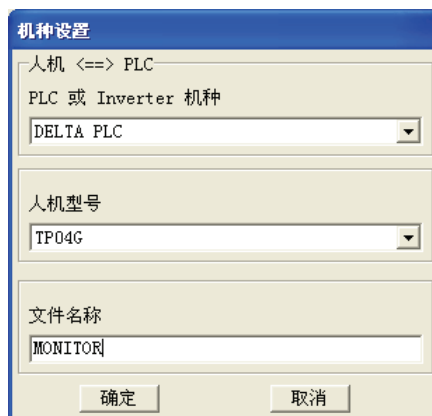 机种设置
人机 <==> PLC
PLC 或 Inverter 机种
DELTA PLC
人机型号
TP04G
文件名称
MONITOR
确定 取消